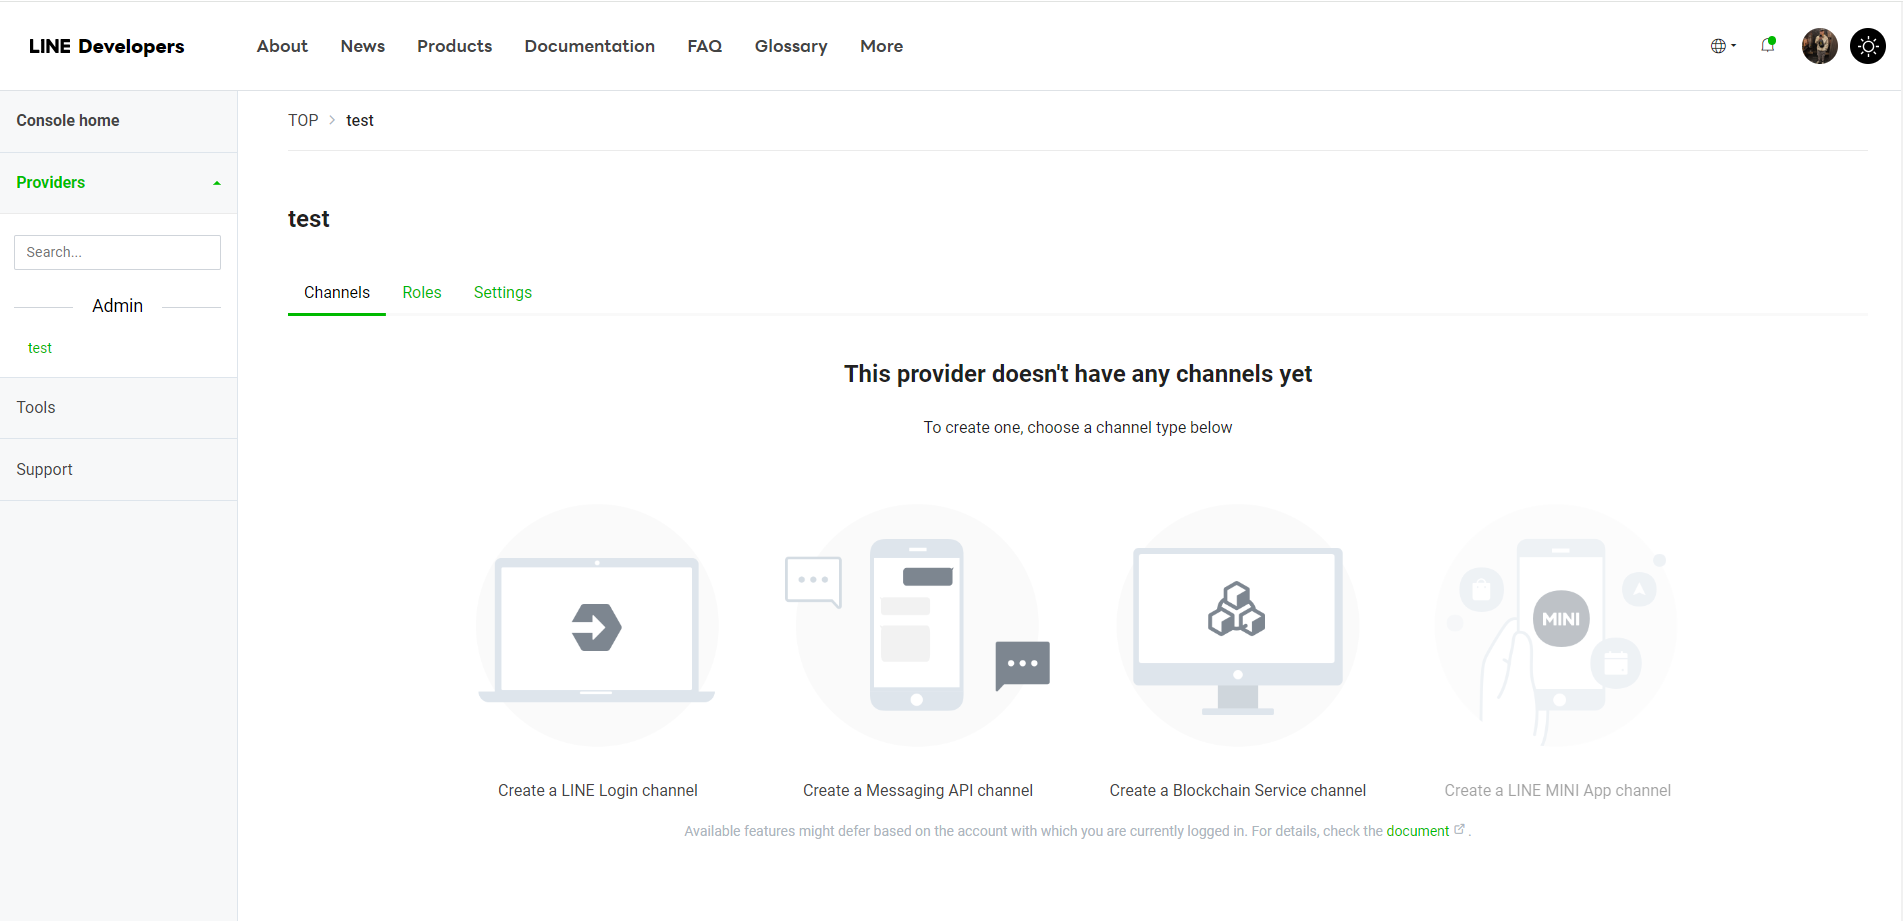 LINE Developers
About News Products Documentation FAQ Glossary More
Console home
Providers
Search...
Admin
test
Tools
Support
TOP > test
test
Channels Roles Settings
This provider doesn't have any channels yet
To create one, choose a channel type below
MINI
Create a LINE Login channel
Create a Messaging API channel
Create a Blockchain Service channel
Create a LINE MINI App channel
Available features might defer based on the account with which you are currently logged in. For details, check the document .